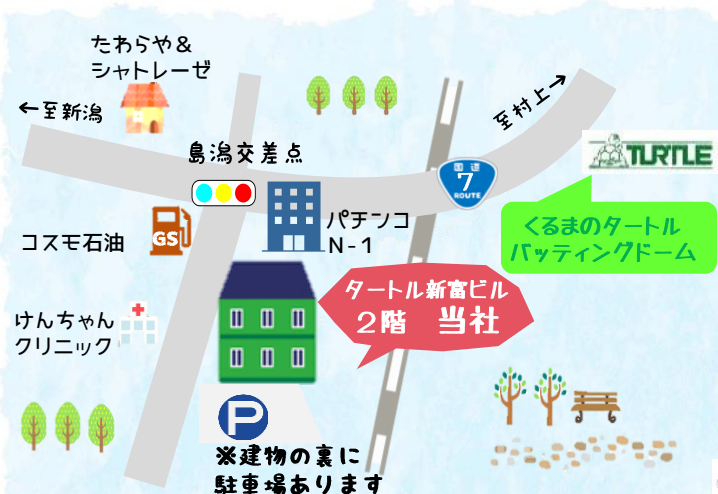 たわらや&
シャトレーゼ
←至新潟
至村上→
島潟交差点
TURTLE
国道
7
ROUTE
くるまのタートル
バッティングドーム
パチンコ
N-1
コスモ石油
GS
タートル新富ビル
2階 当社
けんちゃん
クリニック
P
※建物の裏に
駐車場あります